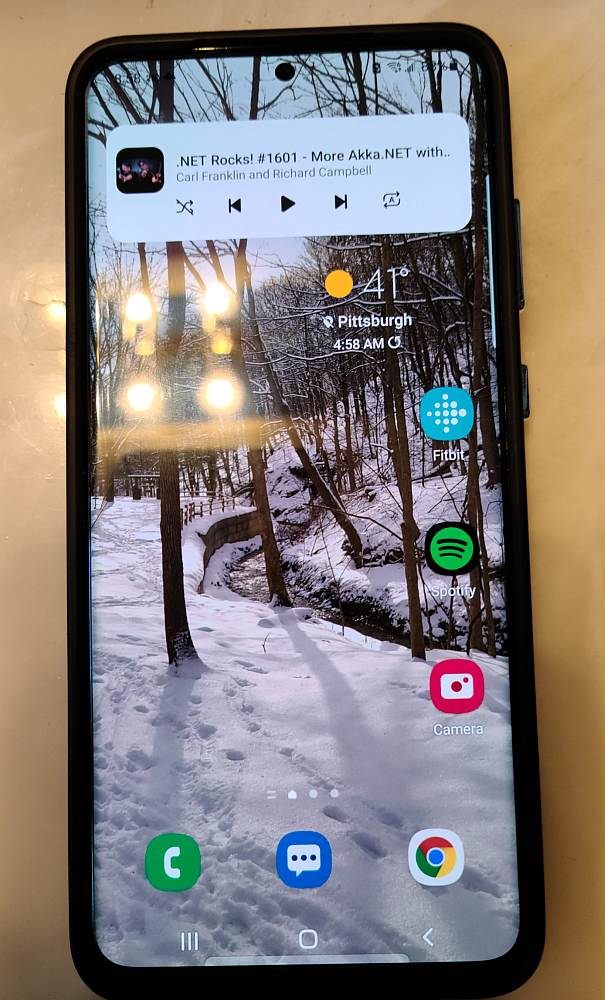 .NET Rocks! #1601 - More Akka.NET with..
Carl Franklin and Richard Campbell
A
41°
Pittsburgh
4:58 AM
Fitbit
Spotify
Camera